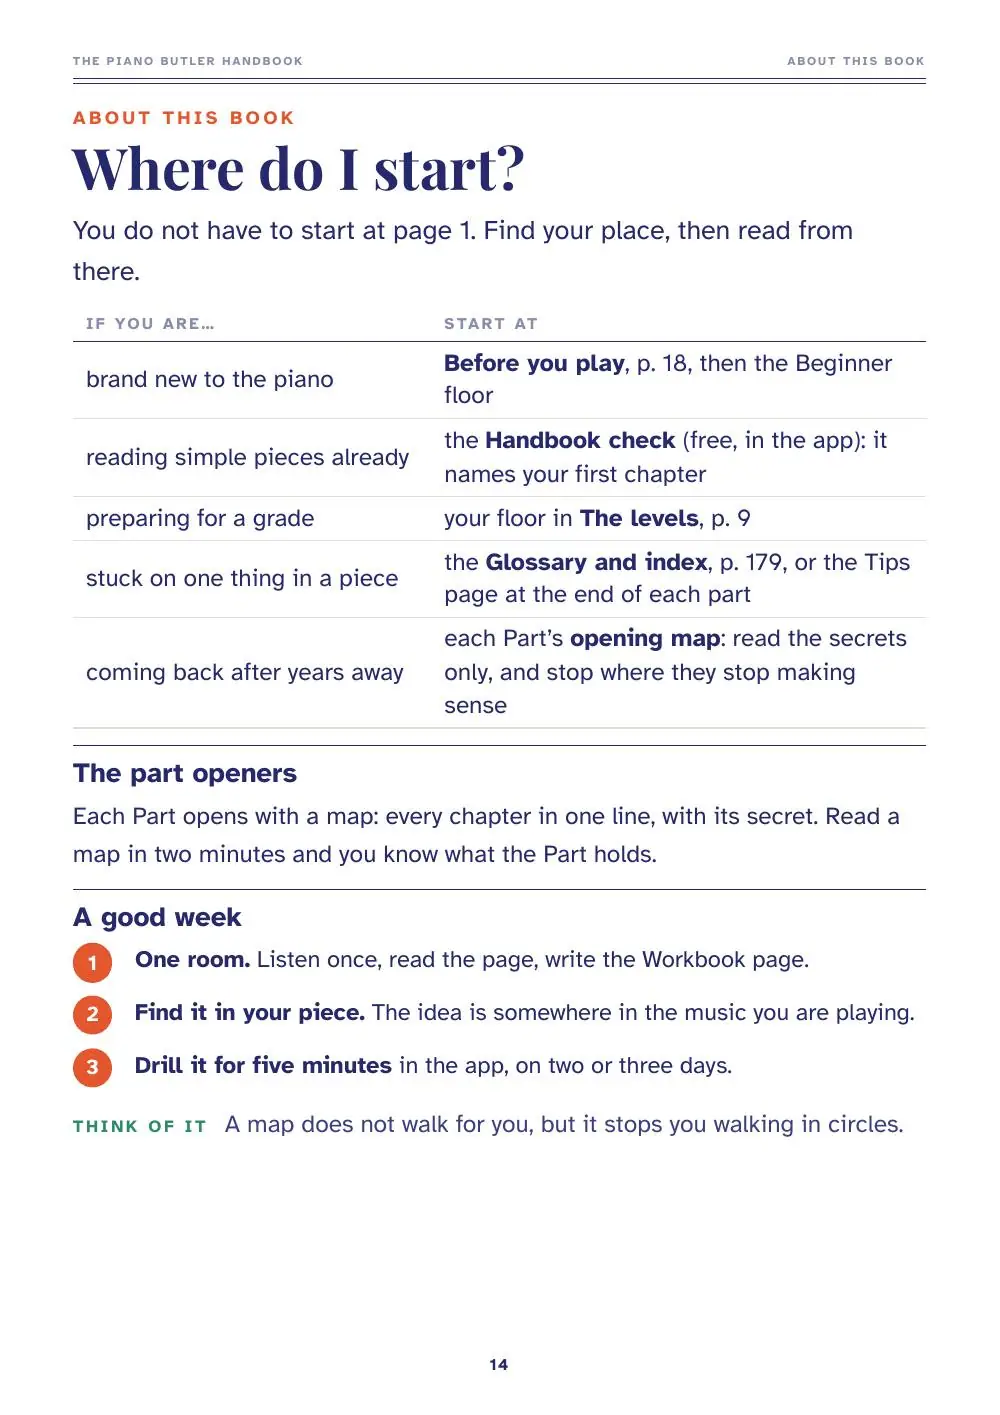 THE PIANO BUTLER HANDBOOK
ABOUT THIS BOOK
ABOUT THIS BOOK
Where do I start?
You do not have to start at page 1. Find your place, then read from
there.
IF YOU ARE…
START AT
brand new to the piano
Before you play, p. 18, then the Beginner
floor
reading simple pieces already
the Handbook check (free, in the app): it
names your first chapter
preparing for a grade
your floor in The levels, p. 9
stuck on one thing in a piece
the Glossary and index, p. 179, or the Tips
page at the end of each part
coming back after years away
each Part’s opening map: read the secrets
only, and stop where they stop making
sense
The part openers
Each Part opens with a map: every chapter in one line, with its secret. Read a
map in two minutes and you know what the Part holds.
A good week
1 One room. Listen once, read the page, write the Workbook page.
2 Find it in your piece. The idea is somewhere in the music you are playing.
3 Drill it for five minutes in the app, on two or three days.
THINK OF IT A map does not walk for you, but it stops you walking in circles.
14